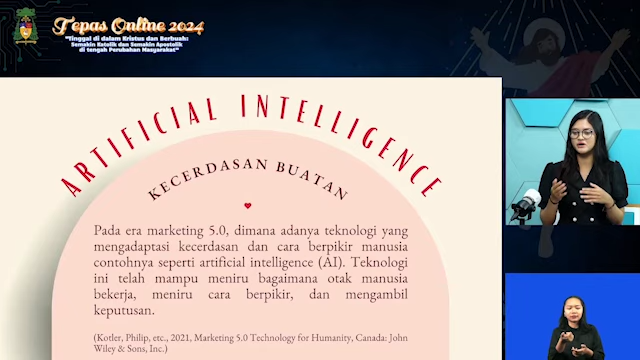 Tepas Online 2024
"Tinggal di dalam Kristus dan Berbuah:
Semakin Katolik dan Semakin Apostolik
di tengah Perubahan Masyarakat"
ARTIFICIAL INTELLIGENCE
KECERDASAN BUATAN
Pada era marketing 5.0, dimana adanya teknologi yang
mengadaptasi kecerdasan dan cara berpikir manusia
contohnya seperti artificial intelligence (AI). Teknologi
ini telah mampu meniru bagaimana otak manusia
bekerja, meniru cara berpikir, dan mengambil
keputusan.
(Kotler, Philip, etc., 2021, Marketing 5.0 Technology for Humanity, Canada: John
Wiley & Sons, Inc.)